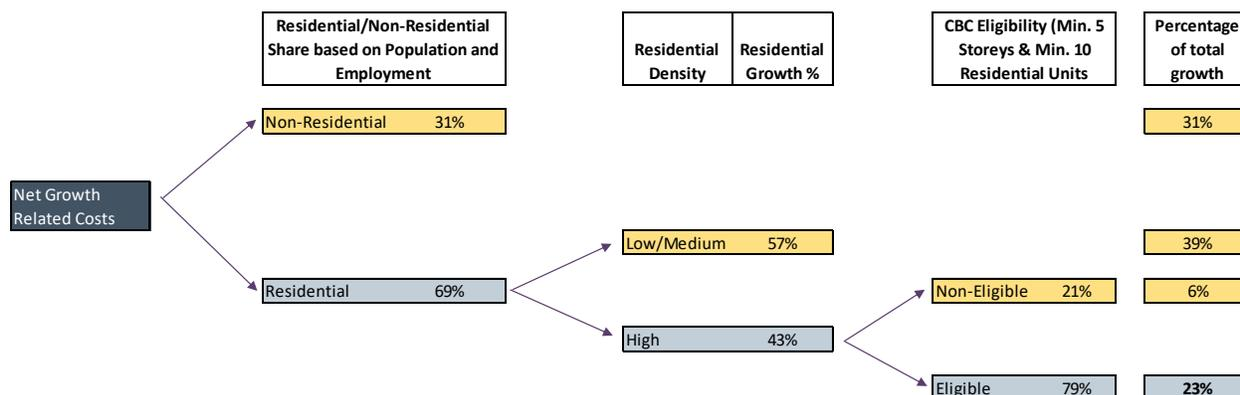 Residential/Non-Residential
Share based on Population and
Employment
Residential
Density
Residential
Growth %
CBC Eligibility (Min. 5
Storeys & Min. 10
Residential Units
Percentage
of total
growth
Non-Residential 31%
31%
Net Growth
Related Costs
Low/Medium 57%
39%
Residential 69%
Non-Eligible 21%
6%
High 43%
Eligible 79%
23%